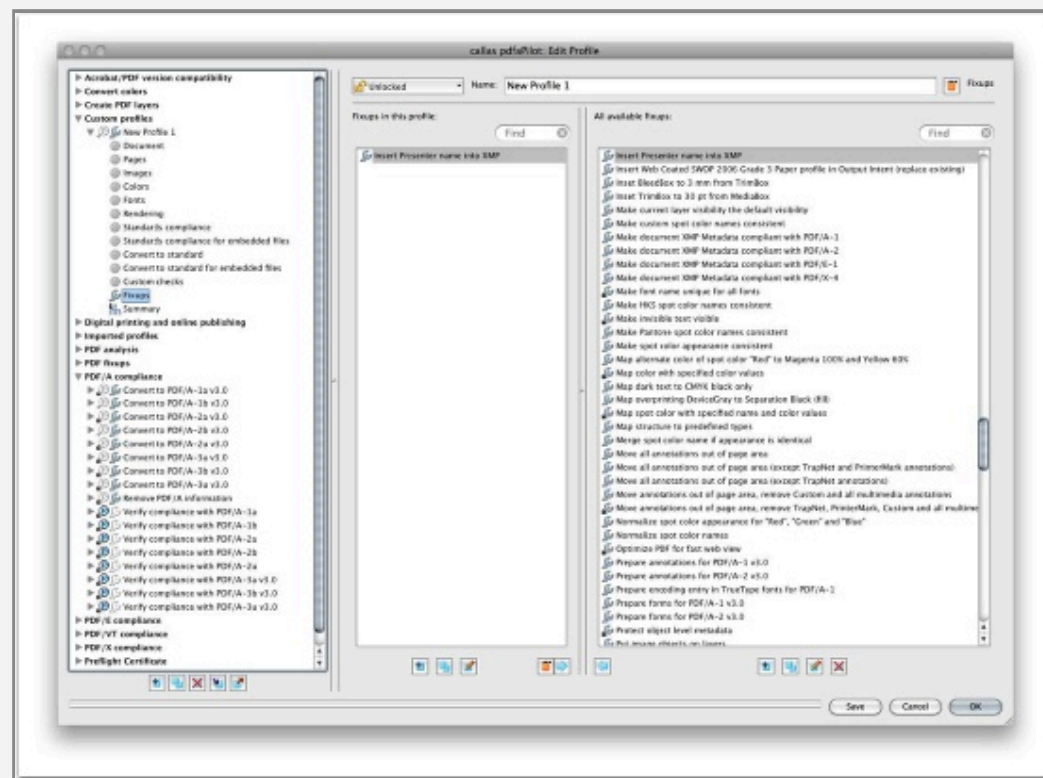 callas pdfaPilot: Edit Profile
Acrobat/PDF version compatibility
Convert colors
Create PDF layers
Custom profiles
New Profile 1
Document
Pages
Images
Colors
Fonts
Rendering
Standards compliance
Standards compliance for embedded files
Convert to standard
Convert to standard for embedded files
Custom checks
Fixups
Summary
Digital printing and online publishing
Imported profiles
PDF analysis
PDF fixups
PDF/A compliance
Convert to PDF/A-1a v3.0
Convert to PDF/A-1b v3.0
Convert to PDF/A-2a v3.0
Convert to PDF/A-2b v3.0
Convert to PDF/A-2u v3.0
Convert to PDF/A-3a v3.0
Convert to PDF/A-3b v3.0
Convert to PDF/A-3u v3.0
Remove PDF/A information
Verify compliance with PDF/A-1a
Verify compliance with PDF/A-1b
Verify compliance with PDF/A-2a
Verify compliance with PDF/A-2b
Verify compliance with PDF/A-2u
Verify compliance with PDF/A-3a v3.0
Verify compliance with PDF/A-3b v3.0
Verify compliance with PDF/A-3u v3.0
PDF/E compliance
PDF/VT compliance
PDF/X compliance
Preflight Certificate
Unlocked
Name: New Profile 1
Fixups
Fixups in this profile:
Find
Insert Presenter name into XMP
All available fixups:
Find
Insert Presenter name into XMP
Insert Web Coated SWOP 2006 Grade 5 Paper profile in Output Intent (replace existing)
Inset BleedBox to 3 mm from TrimBox
Inset TrimBox to 30 pt from MediaBox
Make current layer visibility the default visibility
Make custom spot color names consistent
Make document XMP Metadata compliant with PDF/A-1
Make document XMP Metadata compliant with PDF/A-2
Make document XMP Metadata compliant with PDF/E-1
Make document XMP Metadata compliant with PDF/X-4
Make font name unique for all fonts
Make HKS spot color names consistent
Make invisible text visible
Make Pantone spot color names consistent
Make spot color appearance consistent
Map alternate color of spot color "Red" to Magenta 100% and Yellow 60%
Map color with specified color values
Map dark text to CMYK black only
Map overprinting DeviceGray to Separation Black (fill)
Map spot color with specified name and color values
Map structure to predefined types
Merge spot color name if appearance is identical
Move all annotations out of page area
Move all annotations out of page area (except TrapNet and PrinterMark annotations)
Move all annotations out of page area (except TrapNet annotations)
Move annotations out of page area, remove Custom and all multimedia annotations
Move annotations out of page area, remove TrapNet, PrinterMark, Custom and all multime
Normalize spot color appearance for "Red", "Green" and "Blue"
Normalize spot color names
Optimize PDF for fast web view
Prepare annotations for PDF/A-1 v3.0
Prepare annotations for PDF/A-2 v3.0
Prepare encoding entry in TrueType fonts for PDF/A-1
Prepare forms for PDF/A-1 v3.0
Prepare forms for PDF/A-2 v3.0
Protect object level metadata
Put image objects on layers
Save
Cancel
OK